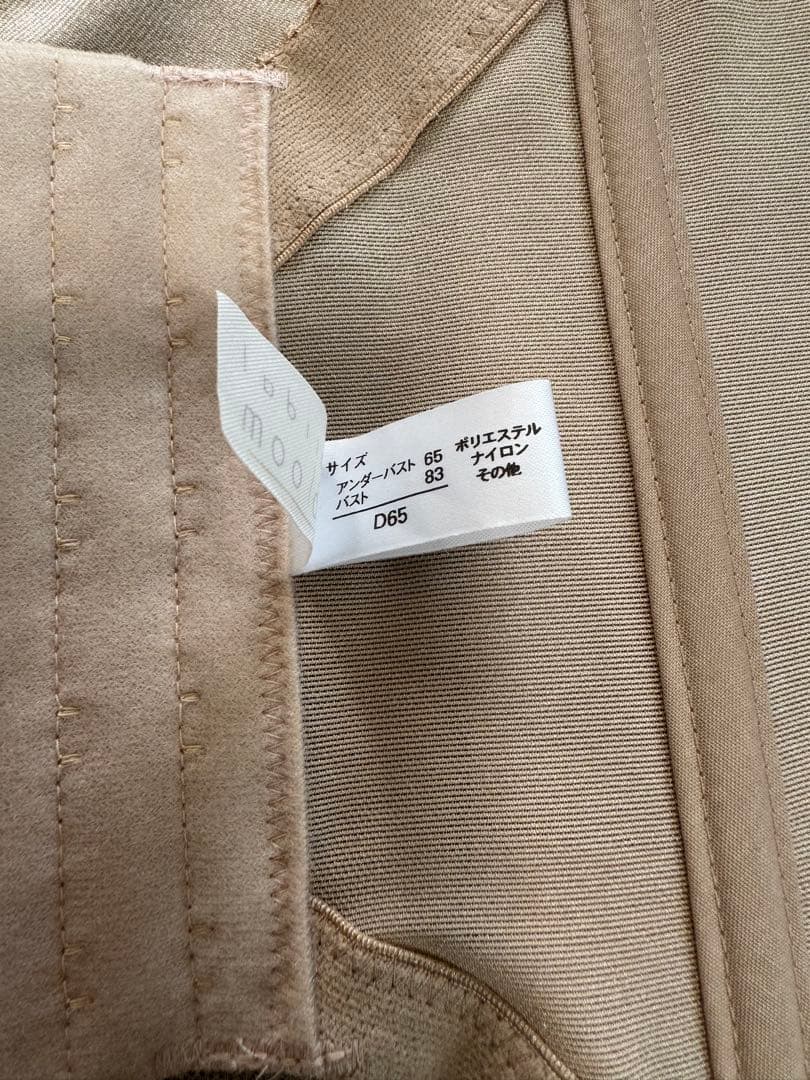 サイズ
アンダーバスト 65
バスト 83
D65
ポリエステル
ナイロン
その他